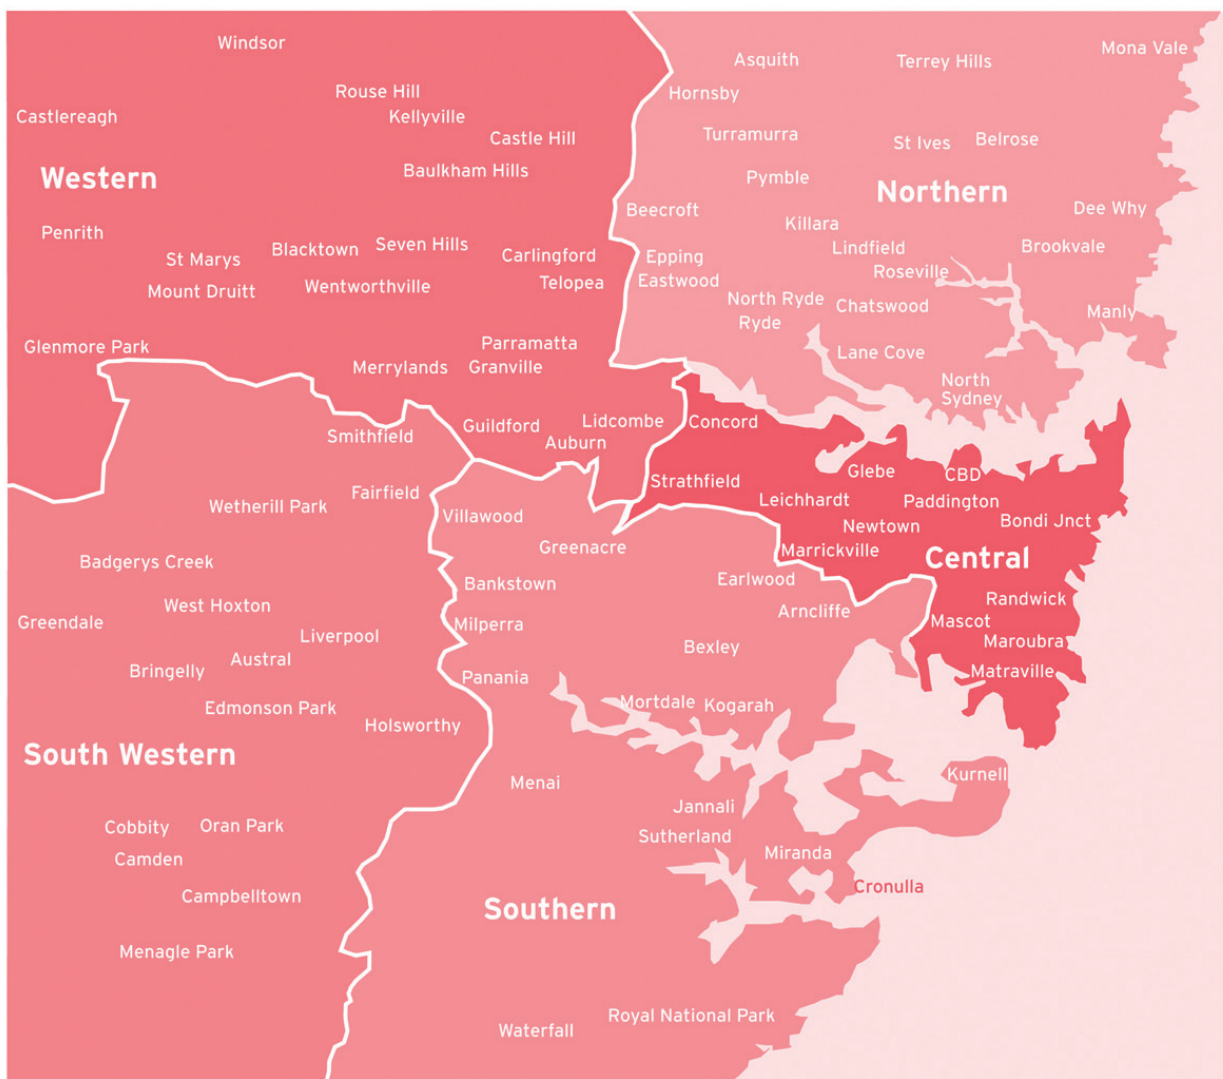 Windsor
Rouse Hill
Kellyville
Castlereagh
Castle Hill
Baulkham Hills
Western
Penrith
St Marys
Blacktown
Seven Hills
Carlingford
Mount Druitt
Wentworthville
Telopea
Glenmore Park
Parramatta
Merrylands
Granville
Guildford
Lidcombe
Auburn
Mona Vale
Asquith
Terrey Hills
Hornsby
Turramurra
St Ives
Belrose
Pymble
Northern
Beecroft
Killara
Dee Why
Lindfield
Brookvale
Epping
Roseville
Eastwood
North Ryde
Chatswood
Ryde
Manly
Lane Cove
North
Sydney
Concord
Strathfield
Glebe
CBD
Leichhardt
Paddington
Newtown
Bondi Jnct
Marrickville
Central
Randwick
Mascot
Maroubra
Matraville
Smithfield
Fairfield
Wetherill Park
Badgerys Creek
West Hoxton
Greendale
Liverpool
Austral
Bringelly
Edmonson Park
Holsworthy
South Western
Cobbity
Oran Park
Camden
Campbelltown
Menagle Park
Villawood
Greenacre
Bankstown
Earlwood
Milperra
Arncliffe
Bexley
Panania
Mortdale
Kogarah
Menai
Kurnell
Jannali
Sutherland
Miranda
Cronulla
Southern
Royal National Park
Waterfall